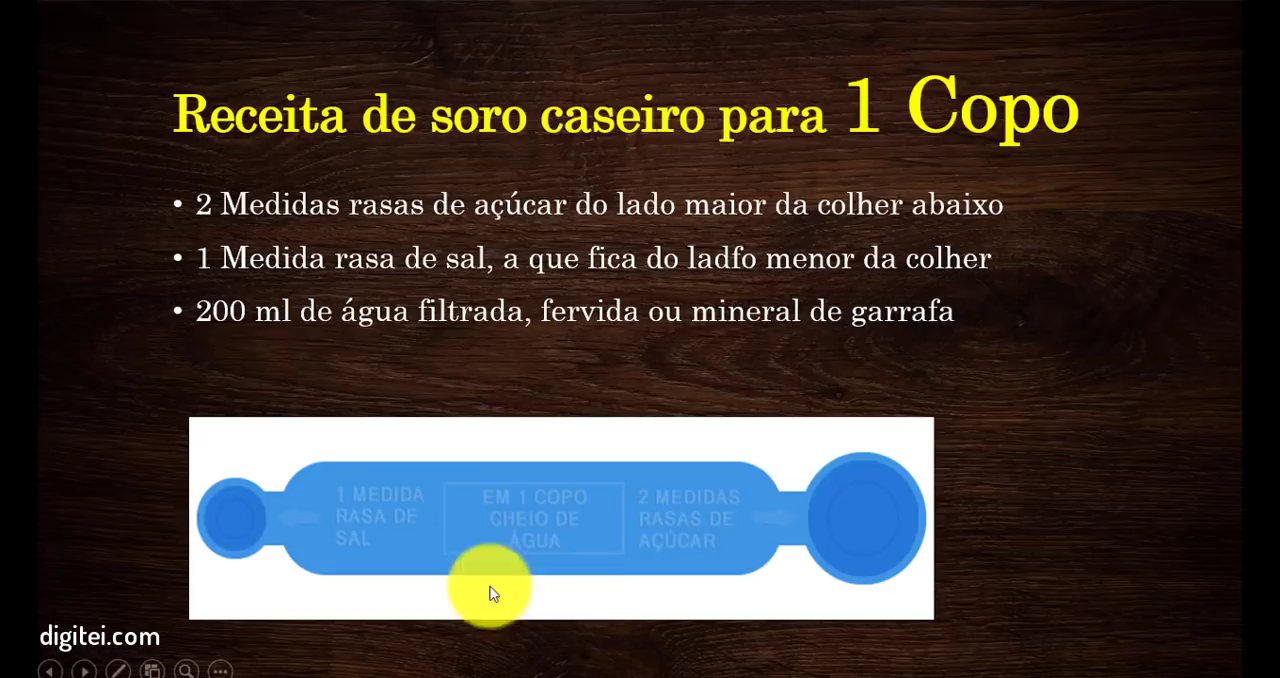 Receita de soro caseiro para 1 Copo
• 2 Medidas rasas de açúcar do lado maior da colher abaixo
• 1 Medida rasa de sal, a que fica do ladfo menor da colher
• 200 ml de água filtrada, fervida ou mineral de garrafa
1 MEDIDA
RASA DE
SAL
EM 1 COPO
CHEIO DE
ÁGUA
2 MEDIDAS
RASAS DE
AÇÚCAR
digitei.com